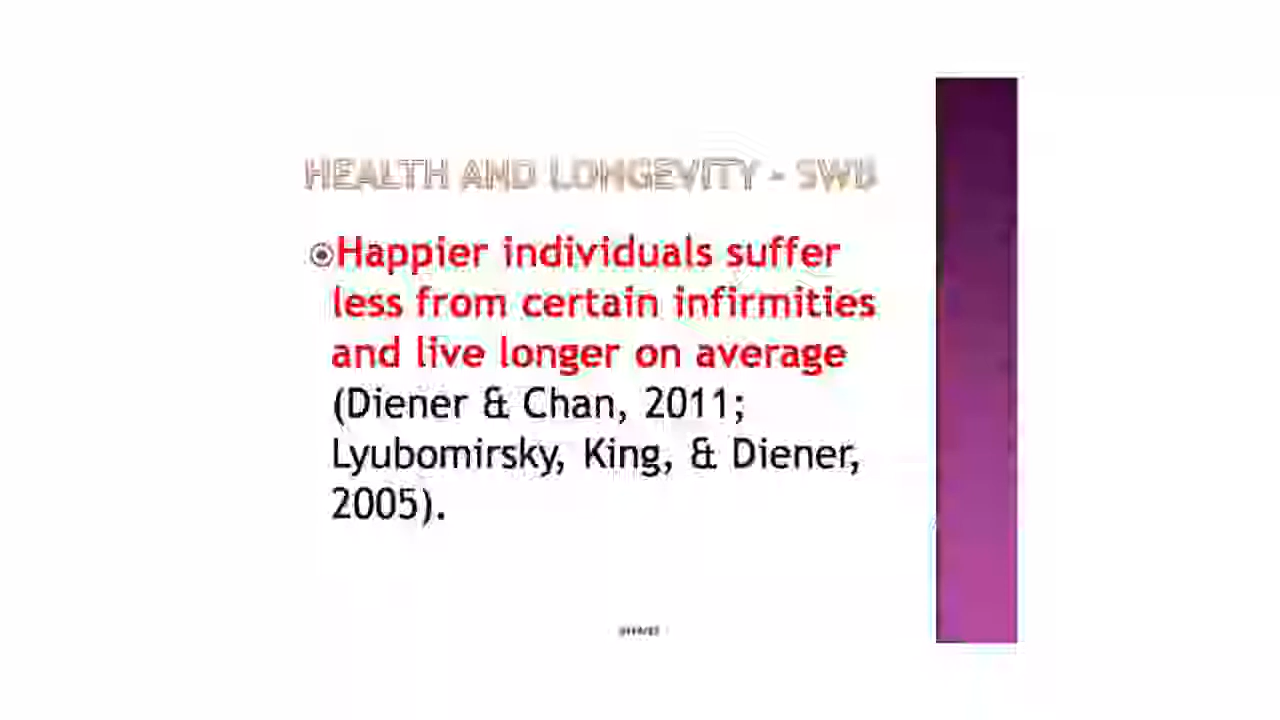 HEALTH AND LONGEVITY - SWB
Happier individuals suffer
less from certain infirmities
and live longer on average
(Diener & Chan, 2011;
Lyubomirsky, King, & Diener,
2005).